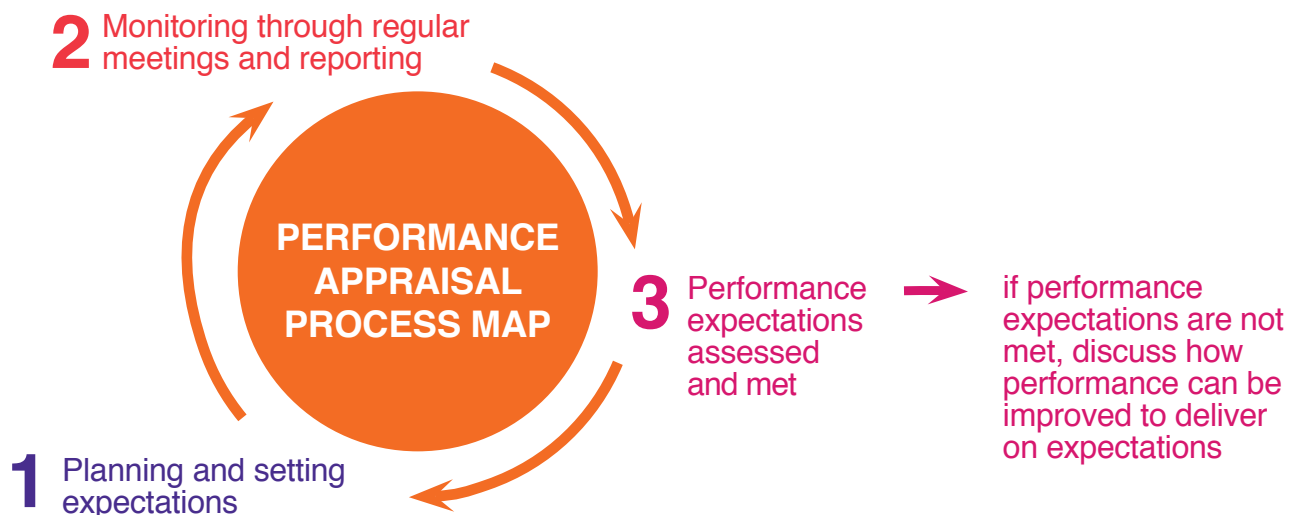 2 Monitoring through regular
meetings and reporting
PERFORMANCE
APPRAISAL
PROCESS MAP
3 Performance
expectations
assessed
and met
if performance
expectations are not
met, discuss how
performance can be
improved to deliver
on expectations
1 Planning and setting
expectations